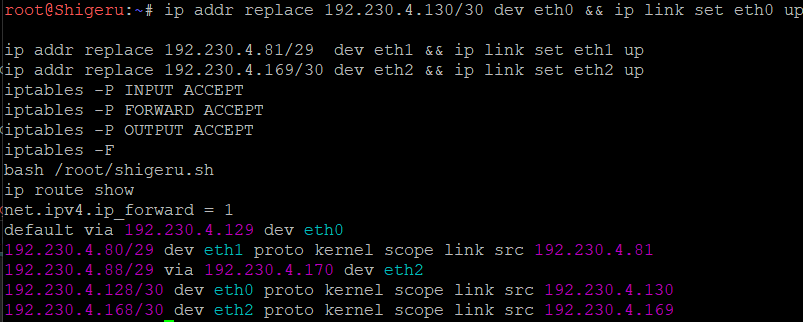 root@Shigeru:~# ip addr replace 192.230.4.130/30 dev eth0 && ip link set eth0 up

ip addr replace 192.230.4.81/29  dev eth1 && ip link set eth1 up
ip addr replace 192.230.4.169/30 dev eth2 && ip link set eth2 up
iptables -P INPUT ACCEPT
iptables -P FORWARD ACCEPT
iptables -P OUTPUT ACCEPT
iptables -F
bash /root/shigeru.sh
ip route show
net.ipv4.ip_forward = 1
default via 192.230.4.129 dev eth0
192.230.4.80/29 dev eth1 proto kernel scope link src 192.230.4.81
192.230.4.88/29 via 192.230.4.170 dev eth2
192.230.4.128/30 dev eth0 proto kernel scope link src 192.230.4.130
192.230.4.168/30 dev eth2 proto kernel scope link src 192.230.4.169